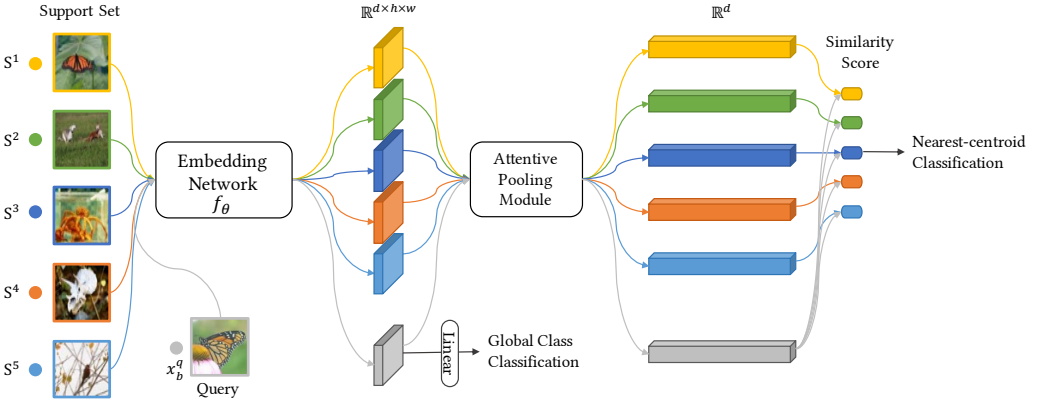 Support Set
ℝ^{d×h×w}
ℝ^d
S¹
S²
S³
S⁴
S⁵
Embedding
Network
f_θ
Attentive
Pooling
Module
Similarity
Score
Nearest-centroid
Classification
x_b^q
Query
Linear
Global Class
Classification